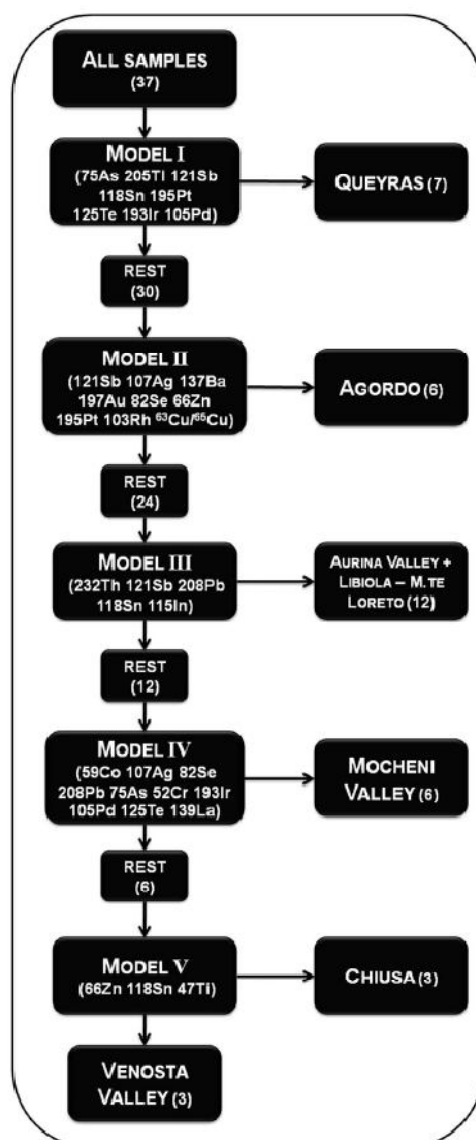 ALL SAMPLES
(37)
MODEL I
(75As 205Tl 121Sb
118Sn 195Pt
125Te 193Ir 105Pd)
QUEYRAS (7)
REST
(30)
MODEL II
(121Sb 107Ag 137Ba
197Au 82Se 66Zn
195Pt 103Rh ⁶³Cu/⁶⁵Cu)
AGORDO (6)
REST
(24)
MODEL III
(232Th 121Sb 208Pb
118Sn 115In)
AURINA VALLEY +
LIBIOLA – M.TE
LORETO (12)
REST
(12)
MODEL IV
(59Co 107Ag 82Se
208Pb 75As 52Cr 193Ir
105Pd 125Te 139La)
MOCHENI
VALLEY (6)
REST
(6)
MODEL V
(66Zn 118Sn 47Ti)
CHIUSA (3)
VENOSTA
VALLEY (3)